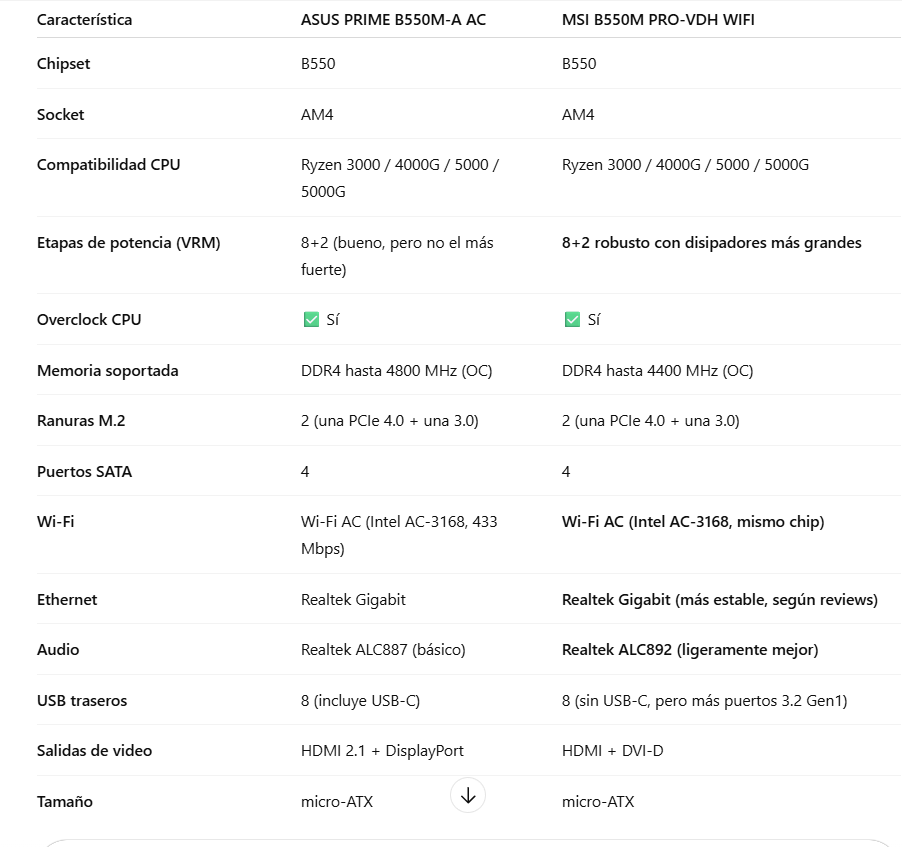 Característica ASUS PRIME B550M-A AC MSI B550M PRO-VDH WIFI
Chipset B550 B550
Socket AM4 AM4
Compatibilidad CPU Ryzen 3000 / 4000G / 5000 / Ryzen 3000 / 4000G / 5000 / 5000G
5000G
Etapas de potencia (VRM) 8+2 (bueno, pero no el más 8+2 robusto con disipadores más grandes
fuerte)
Overclock CPU ✅ Sí ✅ Sí
Memoria soportada DDR4 hasta 4800 MHz (OC) DDR4 hasta 4400 MHz (OC)
Ranuras M.2 2 (una PCIe 4.0 + una 3.0) 2 (una PCIe 4.0 + una 3.0)
Puertos SATA 4 4
Wi-Fi Wi-Fi AC (Intel AC-3168, 433 Wi-Fi AC (Intel AC-3168, mismo chip)
Mbps)
Ethernet Realtek Gigabit Realtek Gigabit (más estable, según reviews)
Audio Realtek ALC887 (básico) Realtek ALC892 (ligeramente mejor)
USB traseros 8 (incluye USB-C) 8 (sin USB-C, pero más puertos 3.2 Gen1)
Salidas de video HDMI 2.1 + DisplayPort HDMI + DVI-D
Tamaño micro-ATX micro-ATX